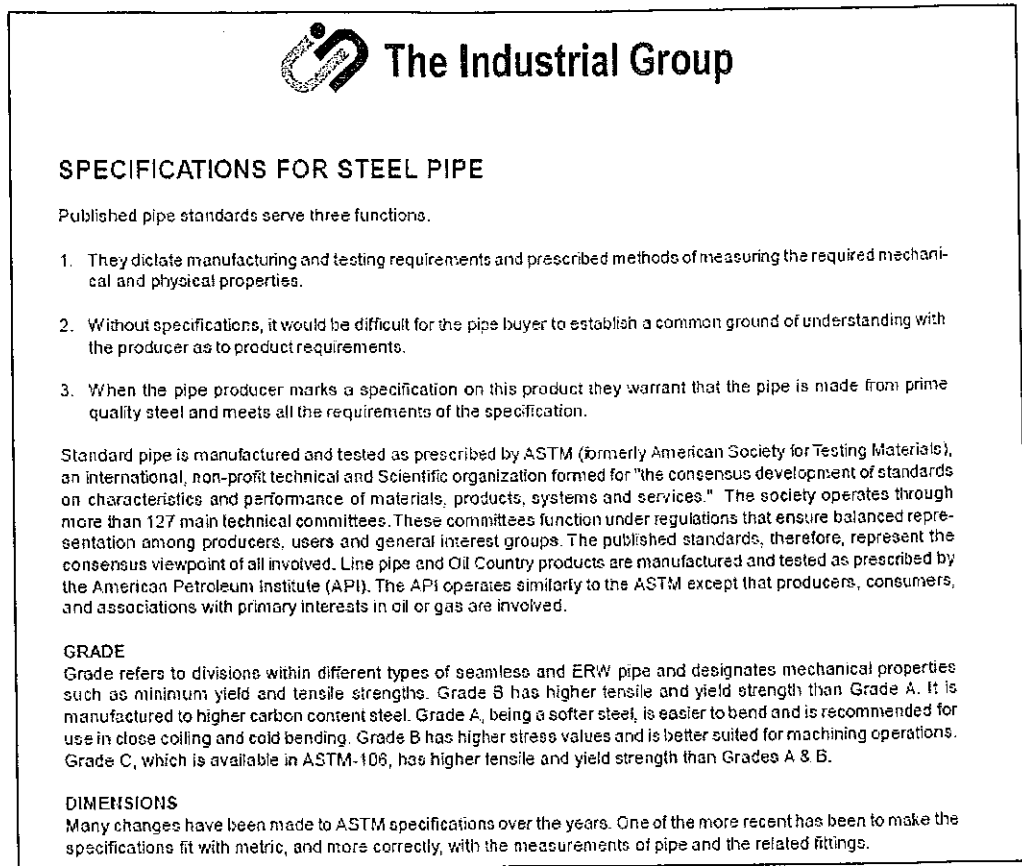 The Industrial Group
SPECIFICATIONS FOR STEEL PIPE
Published pipe standards serve three functions.
1. They dictate manufacturing and testing requirements and prescribed methods of measuring the required mechani-
cal and physical properties.
2. Without specifications, it would be difficult for the pipe buyer to establish a common ground of understanding with
the producer as to product requirements.
3. When the pipe producer marks a specification on this product they warrant that the pipe is made from prime
quality steel and meets all the requirements of the specification.
Standard pipe is manufactured and tested as prescribed by ASTM (formerly American Society for Testing Materials),
an international, non-profit technical and Scientific organization formed for "the consensus development of standards
on characteristics and performance of materials, products, systems and services." The society operates through
more than 127 main technical committees. These committees function under regulations that ensure balanced repre-
sentation among producers, users and general interest groups. The published standards, therefore, represent the
consensus viewpoint of all involved. Line pipe and Oil Country products are manufactured and tested as prescribed by
the American Petroleum Institute (API). The API operates similarly to the ASTM except that producers, consumers,
and associations with primary interests in oil or gas are involved.
GRADE
Grade refers to divisions within different types of seamless and ERW pipe and designates mechanical properties
such as minimum yield and tensile strengths. Grade B has higher tensile and yield strength than Grade A. It is
manufactured to higher carbon content steel. Grade A, being a softer steel, is easier to bend and is recommended for
use in close coiling and cold bending. Grade B has higher stress values and is better suited for machining operations.
Grade C, which is available in ASTM-106, has higher tensile and yield strength than Grades A & B.
DIMENSIONS
Many changes have been made to ASTM specifications over the years. One of the more recent has been to make the
specifications fit with metric, and more correctly, with the measurements of pipe and the related fittings.